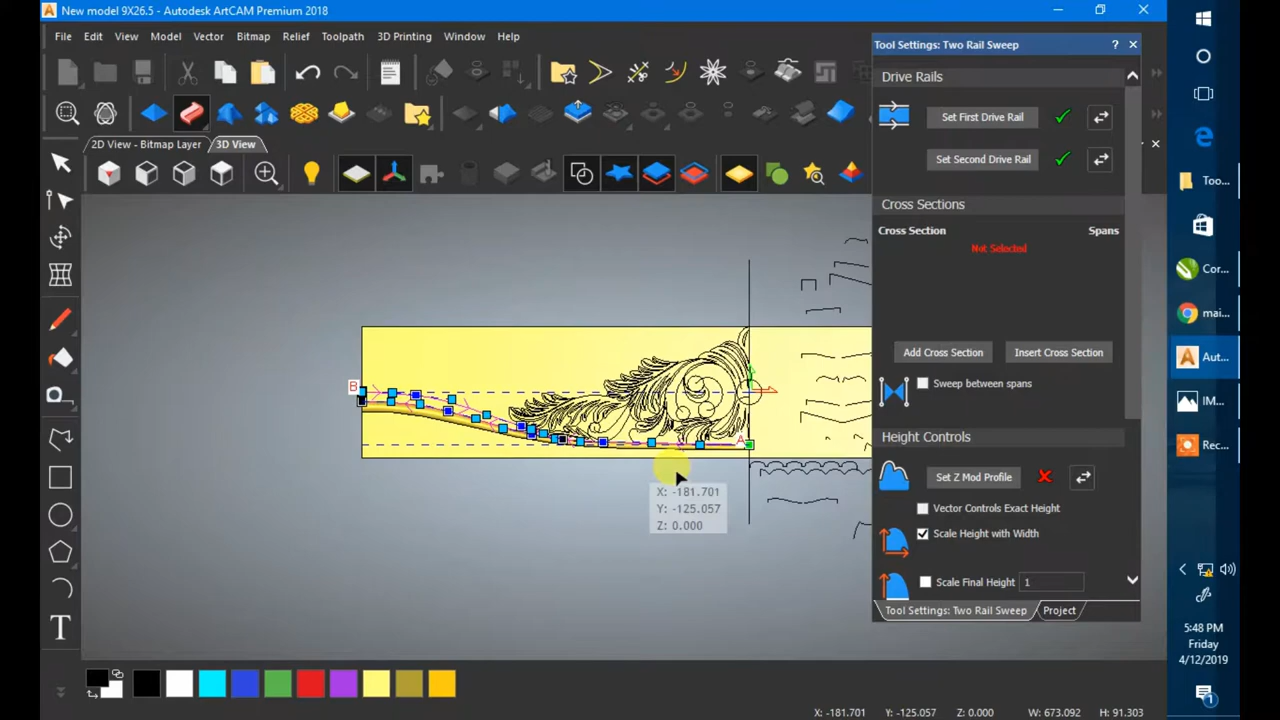 New model 9X26.5 - Autodesk ArtCAM Premium 2018
File Edit View Model Vector Bitmap Relief Toolpath 3D Printing Window Help
Tool Settings: Two Rail Sweep ?
Drive Rails
Set First Drive Rail
2D View - Bitmap Layer 3D View
Set Second Drive Rail
Too...
Cross Sections
Cross Section Spans
Not Selected
Cor...
mai...
Add Cross Section Insert Cross Section
Aut...
B
Sweep between spans
IM...
A
Height Controls
Rec...
Set Z Mod Profile
X: -181.701
Y: -125.057
Z: 0.000
Vector Controls Exact Height
Scale Height with Width
Scale Final Height 1
Tool Settings: Two Rail Sweep Project
T
5:48 PM
Friday
4/12/2019
1
X: -181.701 Y: -125.057 Z: 0.000 W: 673.092 H: 91.303